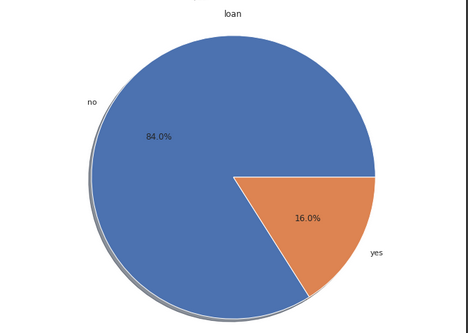 loan
no
84.0%
16.0%
yes